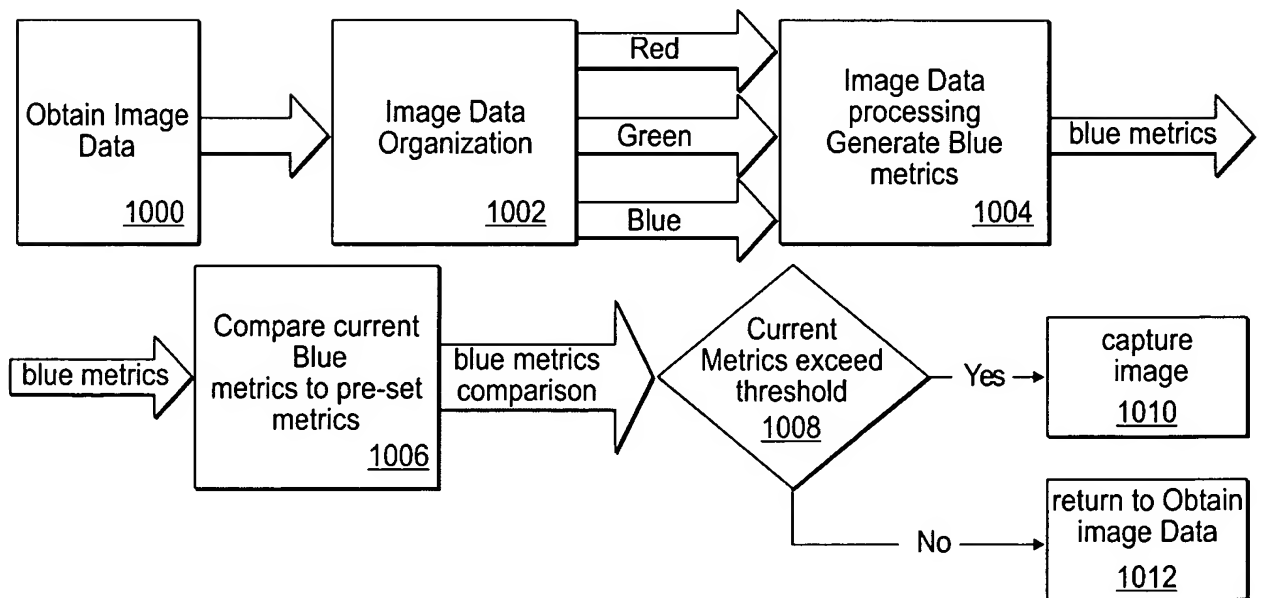 Obtain Image
Data
1000
Image Data
Organization
1002
Red
Green
Blue
Image Data
processing
Generate Blue
metrics
1004
blue metrics
blue metrics
Compare current
Blue
metrics to pre-set
metrics
1006
blue metrics
comparison
Current
Metrics exceed
threshold
1008
Yes
capture
image
1010
No
return to Obtain
image Data
1012